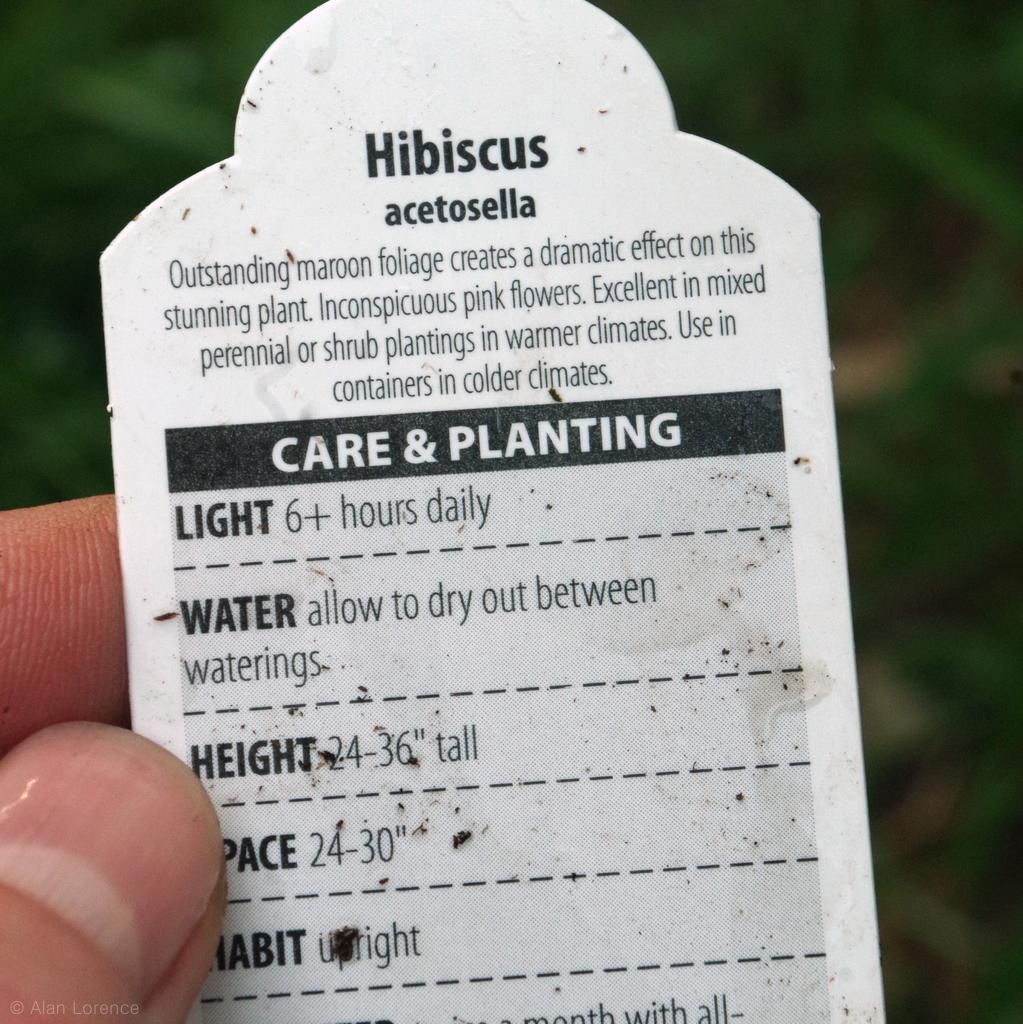 Hibiscus
acetosella
Outstanding maroon foliage creates a dramatic effect on this
stunning plant. Inconspicuous pink flowers. Excellent in mixed
perennial or shrub plantings in warmer climates. Use in
containers in colder climates.
CARE & PLANTING
LIGHT 6+ hours daily
WATER allow to dry out between
waterings
HEIGHT 24-36" tall
PACE 24-30"
HABIT upright
a month with all-
© Alan Lorence